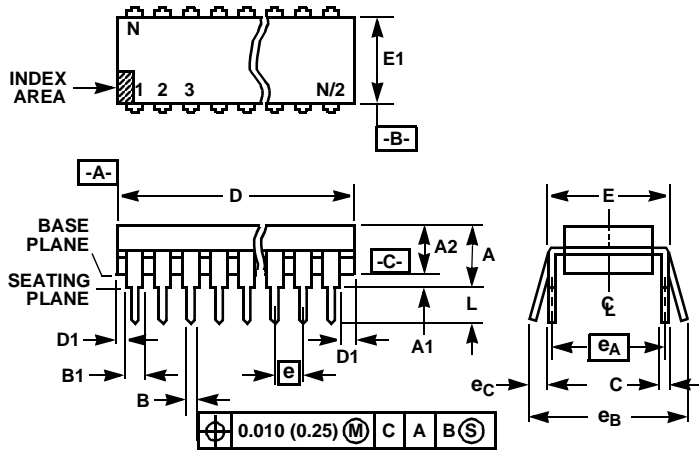 N
E1
INDEX
AREA
1 2 3 N/2
-B-
-A-
D
E
BASE
PLANE
A2
A
-C-
SEATING
PLANE
L
C L
D1
A1
D1
e
eA
B1
eC
C
B
eB
0.010 (0.25) M C A B S